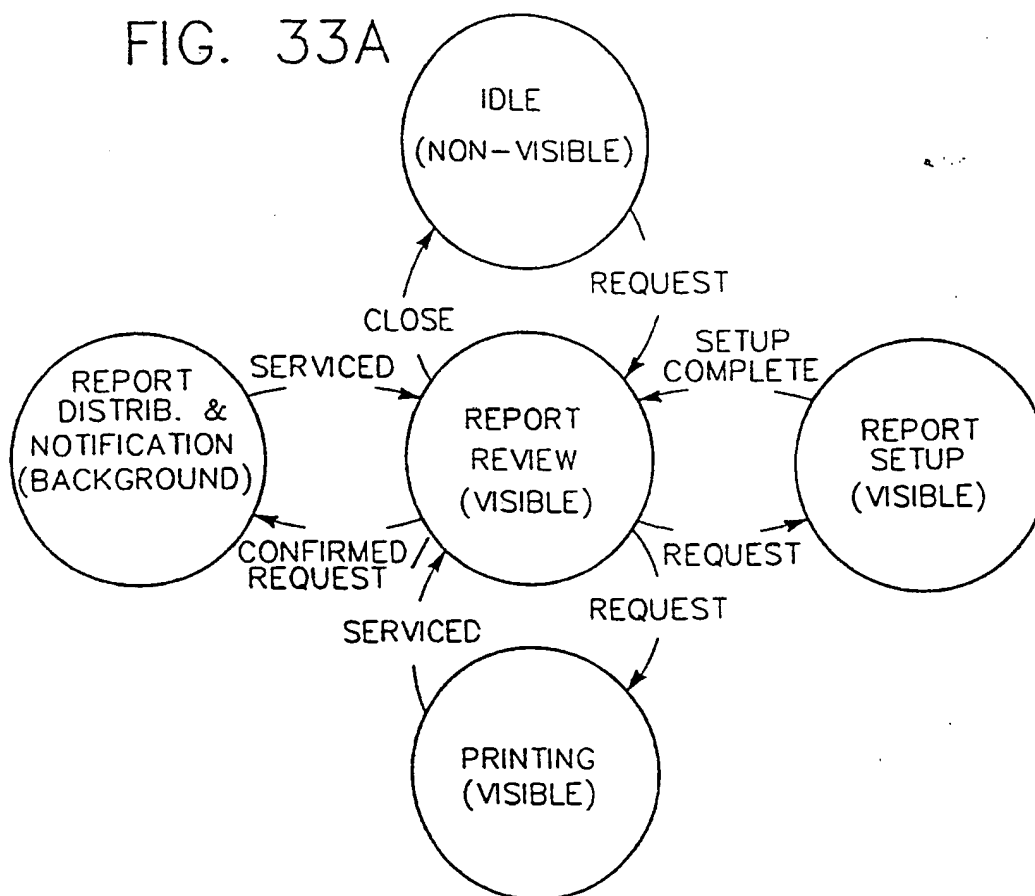 FIG. 33A
IDLE
(NON-VISIBLE)
REQUEST
CLOSE
SETUP
COMPLETE
SERVICED
REPORT
DISTRIB. &
NOTIFICATION
(BACKGROUND)
REPORT
REVIEW
(VISIBLE)
REPORT
SETUP
(VISIBLE)
CONFIRMED
REQUEST
REQUEST
REQUEST
SERVICED
PRINTING
(VISIBLE)